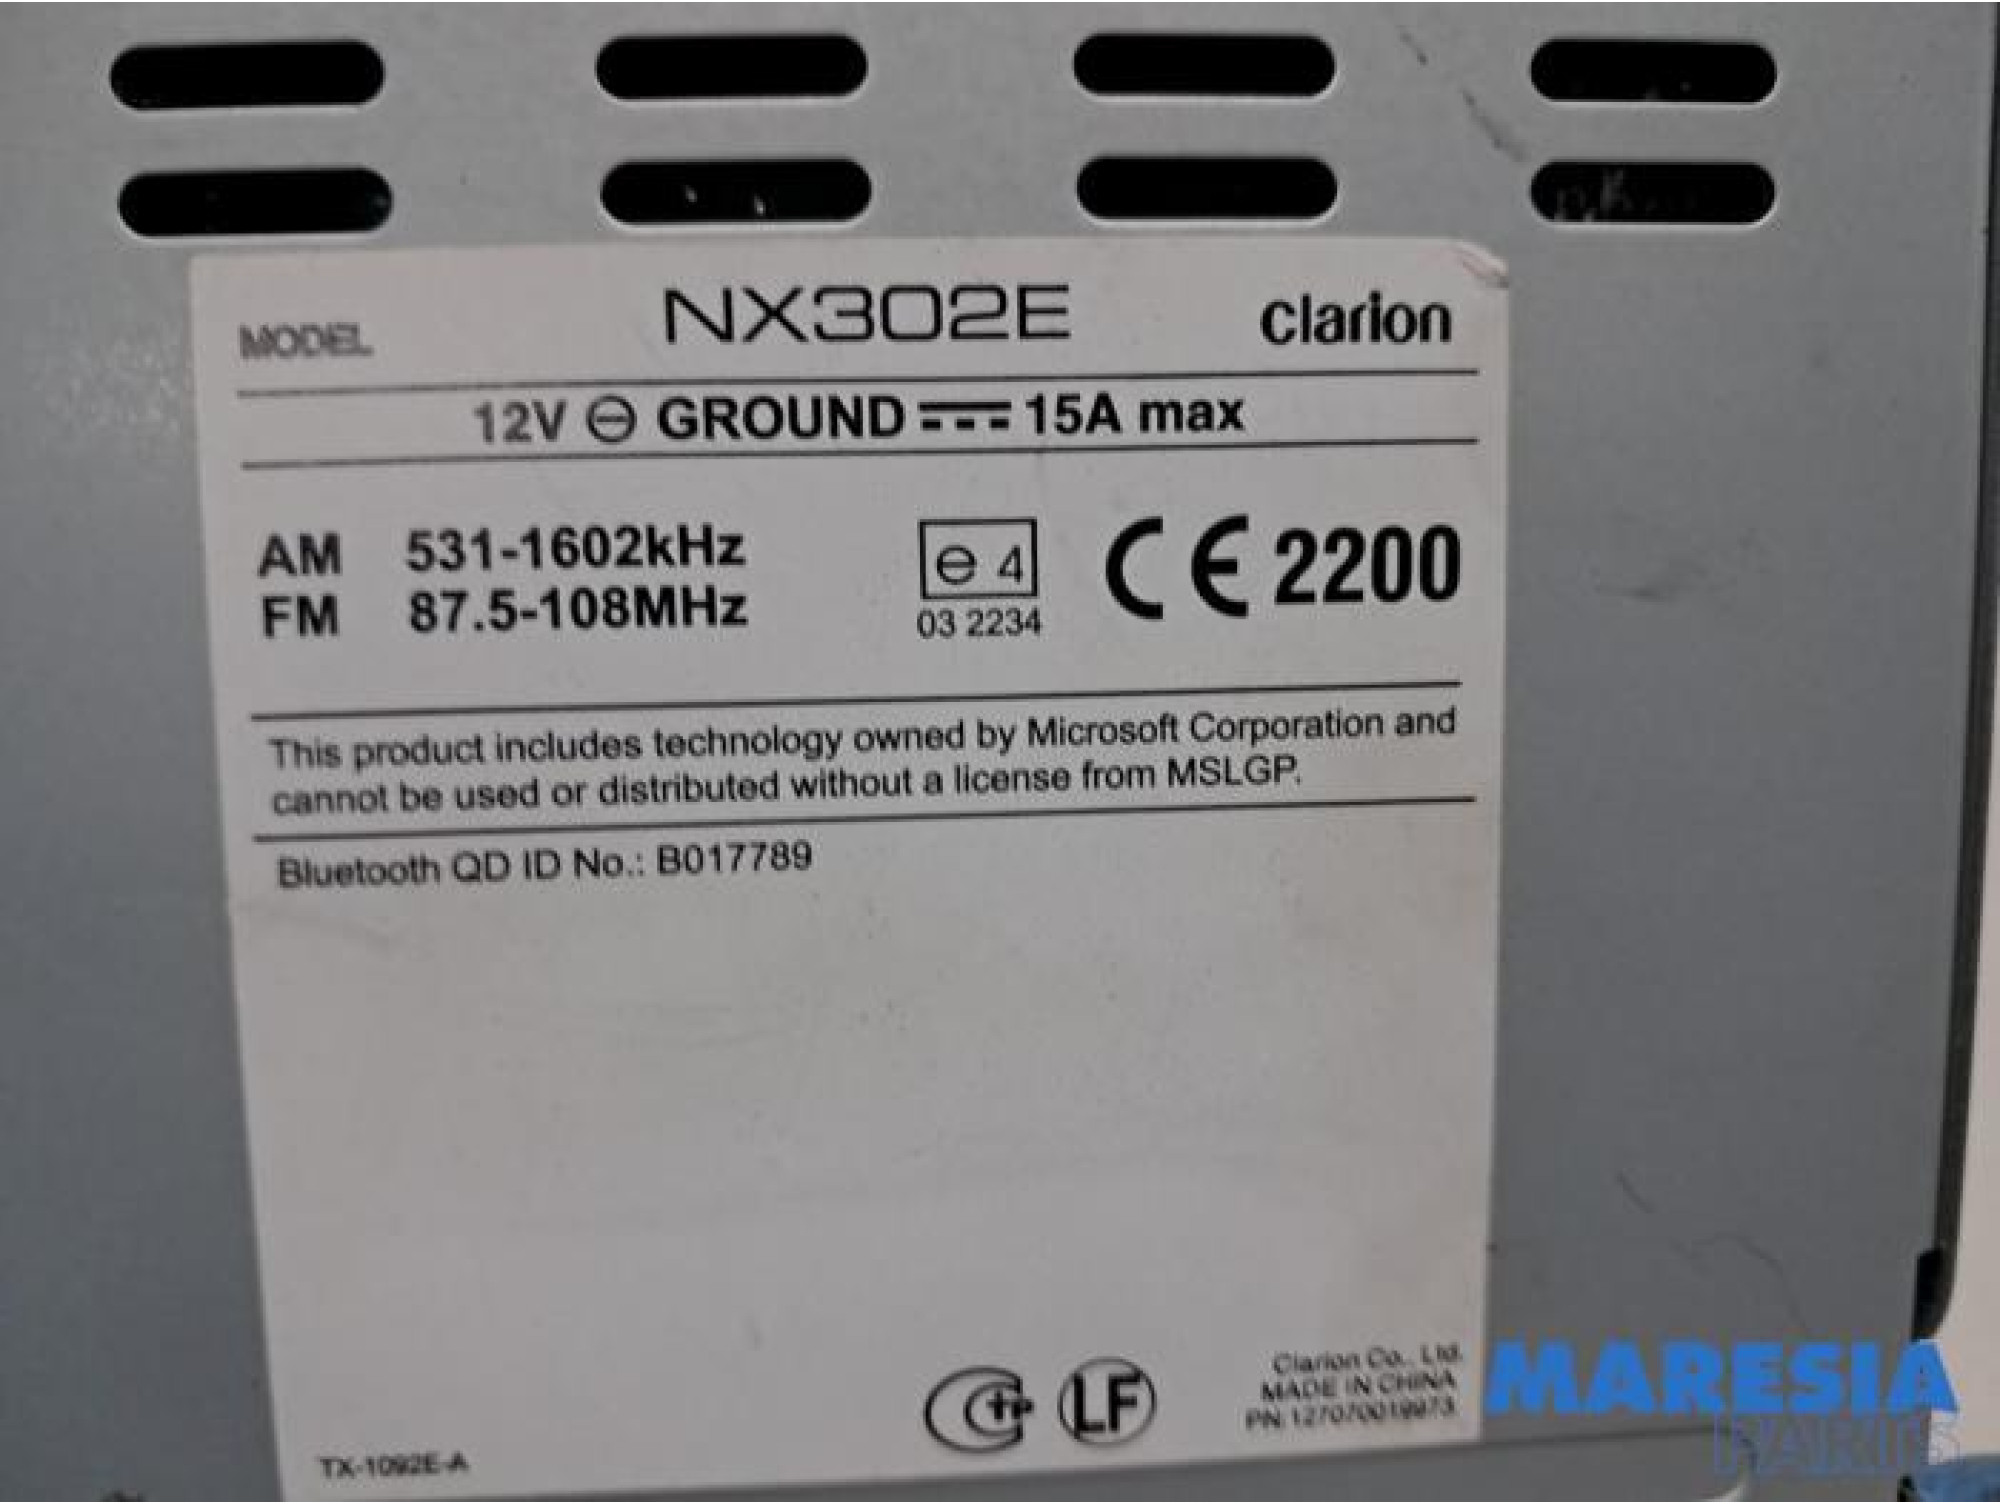 MODEL NX302E Clarion
12V ⊖ GROUND 15A max
AM 531-1602kHz
FM 87.5-108MHz
e 4
03 2234
CE 2200
This product includes technology owned by Microsoft Corporation and
cannot be used or distributed without a license from MSLGP.
Bluetooth QD ID No.: B017789
LF
Clarion Co., Ltd.
MADE IN CHINA
TX-1092E-A
MARESIA
PARTS